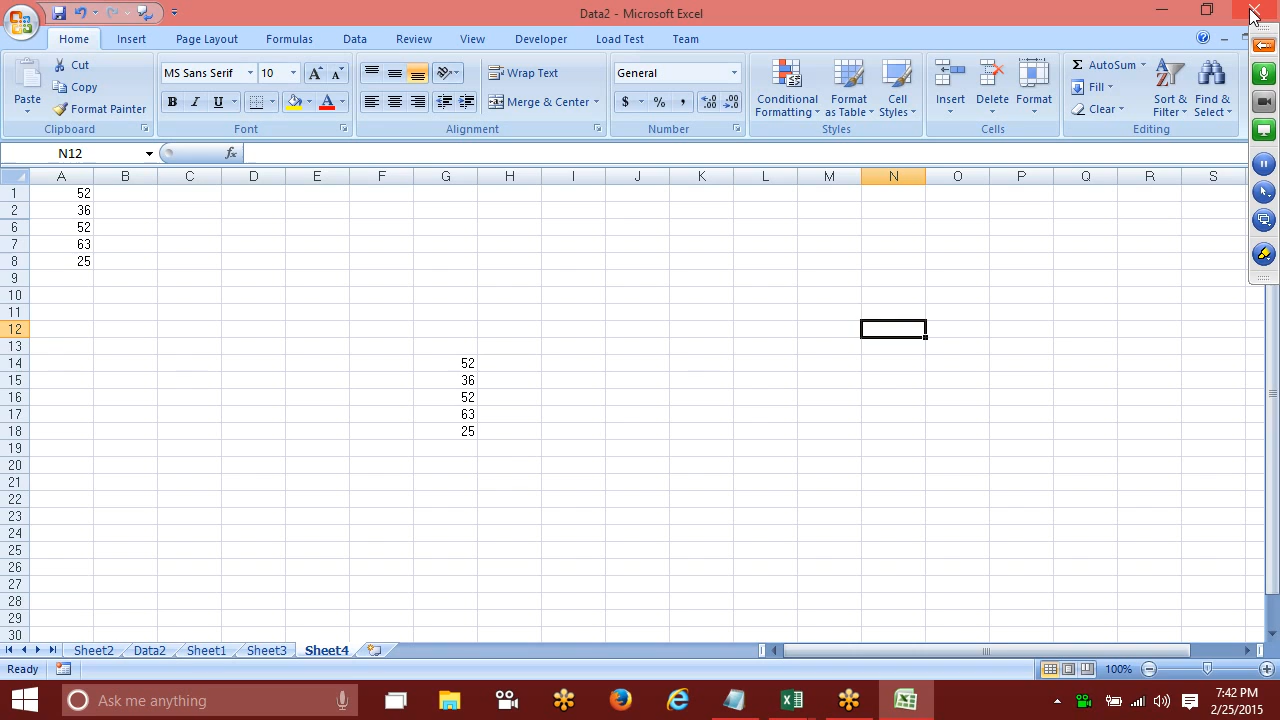 Data2 - Microsoft Excel
Home Insert Page Layout Formulas Data Review View Developer Load Test Team
Paste Cut Copy Format Painter Clipboard
MS Sans Serif 10 A A B I U A Font
Wrap Text Merge & Center Alignment
General $ % , Number
Conditional Formatting Format as Table Cell Styles Styles
Insert Delete Format Cells
Σ AutoSum Fill Clear Sort & Filter Find & Select Editing
N12 fx
A B C D E F G H I J K L M N O P Q R S
1 52
2 36
6 52
7 63
8 25
9
10
11
12
13
14 52
15 36
16 52
17 63
18 25
19
20
21
22
23
24
25
26
27
28
29
30
Sheet2 Data2 Sheet1 Sheet3 Sheet4
Ready 100%
Ask me anything 7:42 PM
2/25/2015